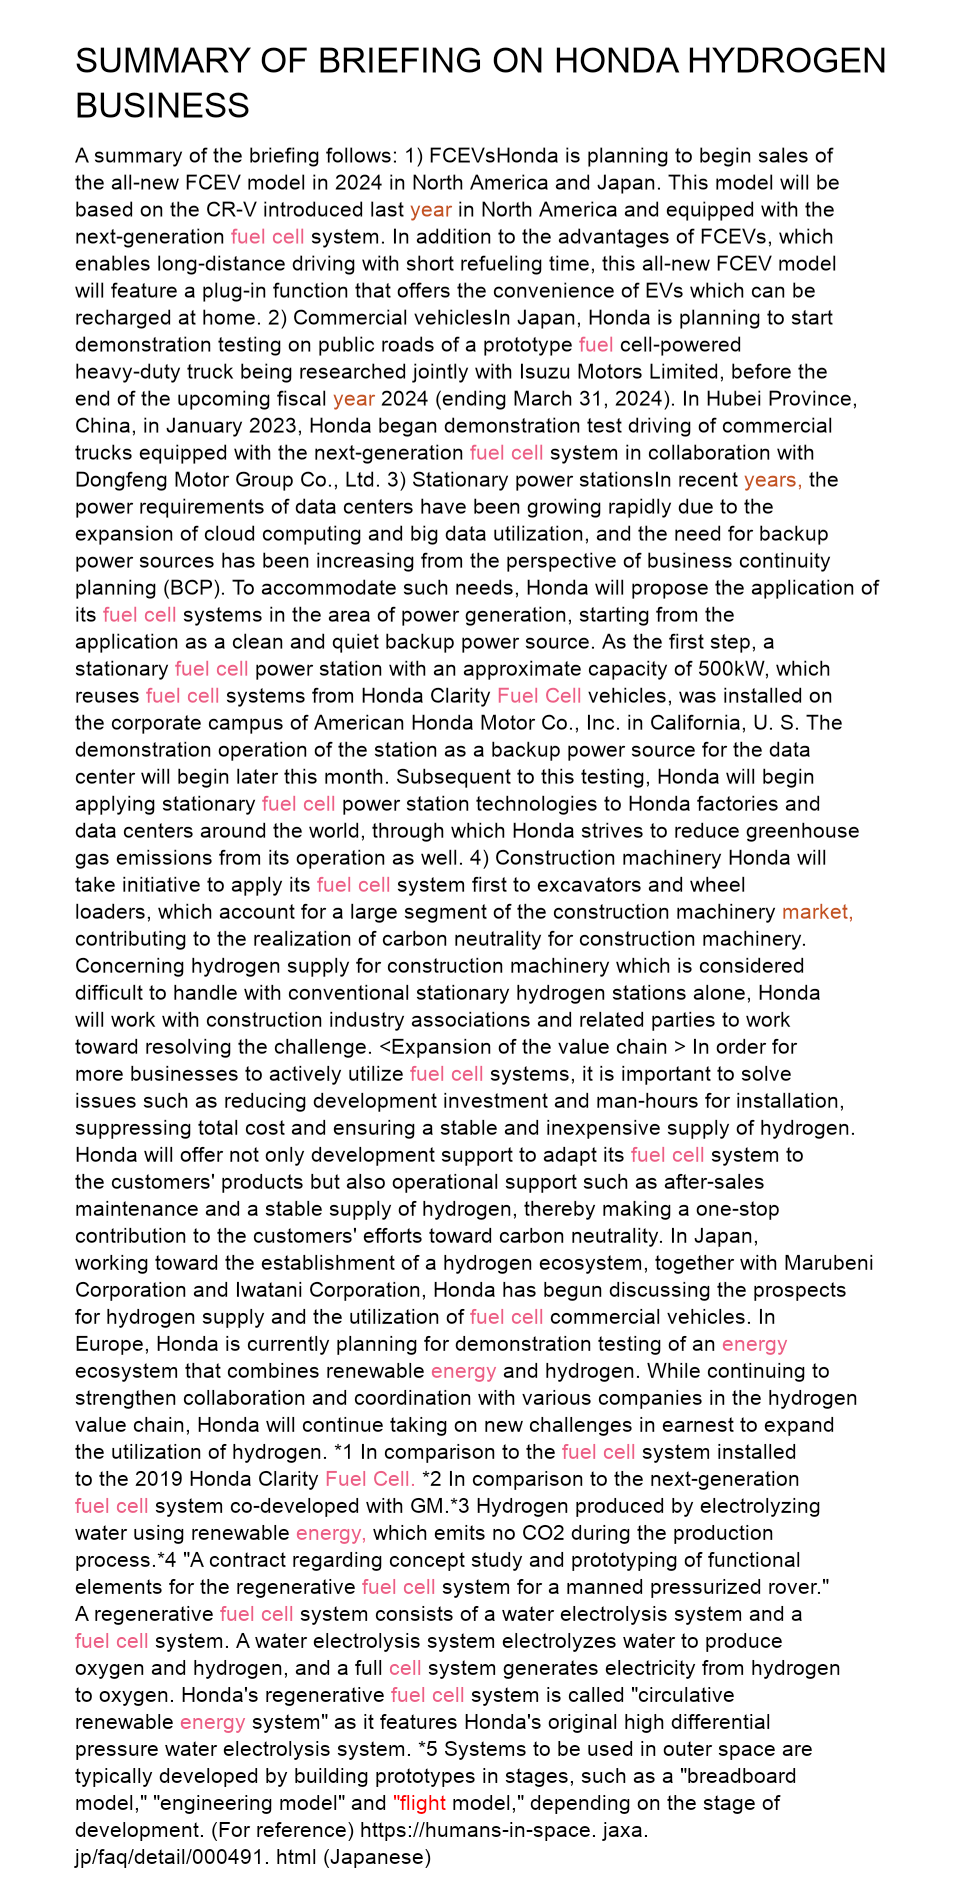 SUMMARY OF BRIEFING ON HONDA HYDROGEN
BUSINESS
A summary of the briefing follows: 1) FCEVsHonda is planning to begin sales of
the all-new FCEV model in 2024 in North America and Japan. This model will be
based on the CR-V introduced last year in North America and equipped with the
next-generation fuel cell system. In addition to the advantages of FCEVs, which
enables long-distance driving with short refueling time, this all-new FCEV model
will feature a plug-in function that offers the convenience of EVs which can be
recharged at home. 2) Commercial vehiclesIn Japan, Honda is planning to start
demonstration testing on public roads of a prototype fuel cell-powered
heavy-duty truck being researched jointly with Isuzu Motors Limited, before the
end of the upcoming fiscal year 2024 (ending March 31, 2024). In Hubei Province,
China, in January 2023, Honda began demonstration test driving of commercial
trucks equipped with the next-generation fuel cell system in collaboration with
Dongfeng Motor Group Co., Ltd. 3) Stationary power stationsIn recent years, the
power requirements of data centers have been growing rapidly due to the
expansion of cloud computing and big data utilization, and the need for backup
power sources has been increasing from the perspective of business continuity
planning (BCP). To accommodate such needs, Honda will propose the application of
its fuel cell systems in the area of power generation, starting from the
application as a clean and quiet backup power source. As the first step, a
stationary fuel cell power station with an approximate capacity of 500kW, which
reuses fuel cell systems from Honda Clarity Fuel Cell vehicles, was installed on
the corporate campus of American Honda Motor Co., Inc. in California, U. S. The
demonstration operation of the station as a backup power source for the data
center will begin later this month. Subsequent to this testing, Honda will begin
applying stationary fuel cell power station technologies to Honda factories and
data centers around the world, through which Honda strives to reduce greenhouse
gas emissions from its operation as well. 4) Construction machinery Honda will
take initiative to apply its fuel cell system first to excavators and wheel
loaders, which account for a large segment of the construction machinery market,
contributing to the realization of carbon neutrality for construction machinery.
Concerning hydrogen supply for construction machinery which is considered
difficult to handle with conventional stationary hydrogen stations alone, Honda
will work with construction industry associations and related parties to work
toward resolving the challenge. <Expansion of the value chain > In order for
more businesses to actively utilize fuel cell systems, it is important to solve
issues such as reducing development investment and man-hours for installation,
suppressing total cost and ensuring a stable and inexpensive supply of hydrogen.
Honda will offer not only development support to adapt its fuel cell system to
the customers' products but also operational support such as after-sales
maintenance and a stable supply of hydrogen, thereby making a one-stop
contribution to the customers' efforts toward carbon neutrality. In Japan,
working toward the establishment of a hydrogen ecosystem, together with Marubeni
Corporation and Iwatani Corporation, Honda has begun discussing the prospects
for hydrogen supply and the utilization of fuel cell commercial vehicles. In
Europe, Honda is currently planning for demonstration testing of an energy
ecosystem that combines renewable energy and hydrogen. While continuing to
strengthen collaboration and coordination with various companies in the hydrogen
value chain, Honda will continue taking on new challenges in earnest to expand
the utilization of hydrogen. *1 In comparison to the fuel cell system installed
to the 2019 Honda Clarity Fuel Cell. *2 In comparison to the next-generation
fuel cell system co-developed with GM.*3 Hydrogen produced by electrolyzing
water using renewable energy, which emits no CO2 during the production
process.*4 "A contract regarding concept study and prototyping of functional
elements for the regenerative fuel cell system for a manned pressurized rover."
A regenerative fuel cell system consists of a water electrolysis system and a
fuel cell system. A water electrolysis system electrolyzes water to produce
oxygen and hydrogen, and a full cell system generates electricity from hydrogen
to oxygen. Honda's regenerative fuel cell system is called "circulative
renewable energy system" as it features Honda's original high differential
pressure water electrolysis system. *5 Systems to be used in outer space are
typically developed by building prototypes in stages, such as a "breadboard
model," "engineering model" and "flight model," depending on the stage of
development. (For reference) https://humans-in-space. jaxa.
jp/faq/detail/000491. html (Japanese)